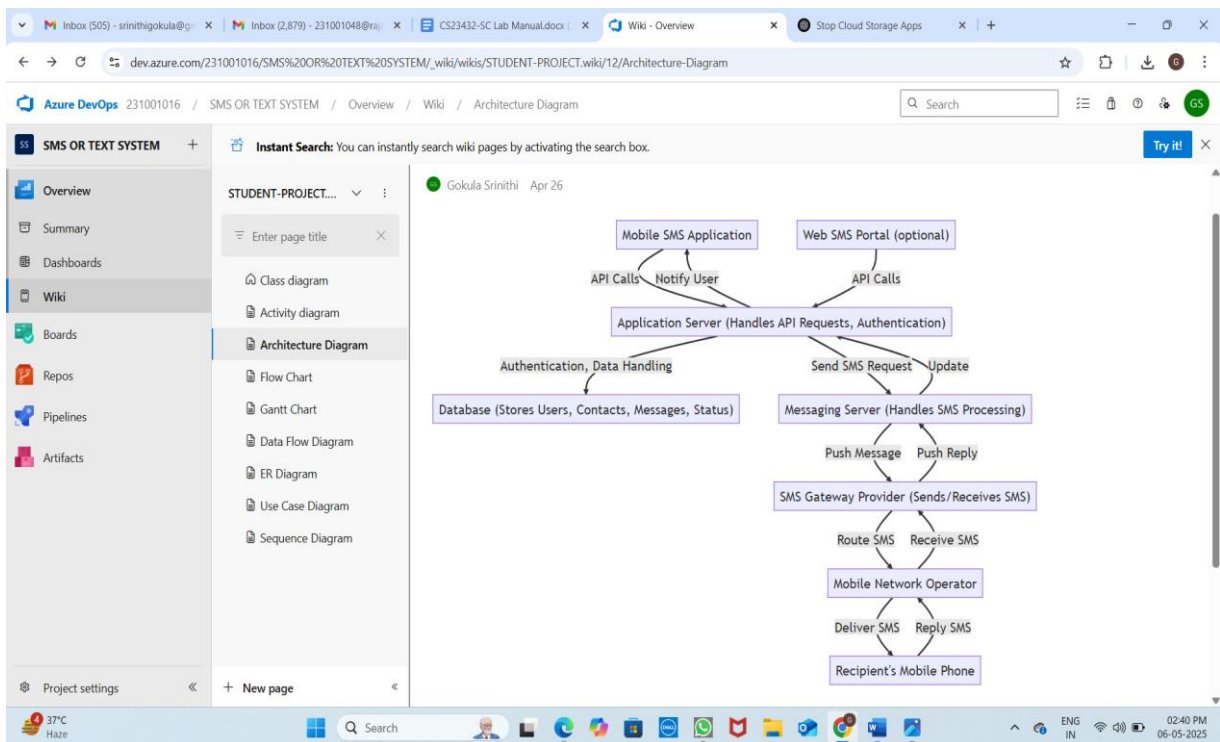 Inbox (505) - srinithigokula@g
Inbox (2,879) - 231001048@raj
CS23432-SC Lab Manual.docx (
Wiki - Overview
Stop Cloud Storage Apps
dev.azure.com/231001016/SMS%20OR%20TEXT%20SYSTEM/_wiki/wikis/STUDENT-PROJECT.wiki/12/Architecture-Diagram
G
Azure DevOps 231001016 / SMS OR TEXT SYSTEM / Overview / Wiki / Architecture Diagram
Search
GS
SS SMS OR TEXT SYSTEM
Overview
Summary
Dashboards
Wiki
Boards
Repos
Pipelines
Artifacts
Project settings
Instant Search: You can instantly search wiki pages by activating the search box.
Try it!
STUDENT-PROJECT....
Enter page title
Class diagram
Activity diagram
Architecture Diagram
Flow Chart
Gantt Chart
Data Flow Diagram
ER Diagram
Use Case Diagram
Sequence Diagram
+ New page
GS Gokula Srinithi Apr 26
Mobile SMS Application
Web SMS Portal (optional)
API Calls
Notify User
API Calls
Application Server (Handles API Requests, Authentication)
Authentication, Data Handling
Send SMS Request
Update
Database (Stores Users, Contacts, Messages, Status)
Messaging Server (Handles SMS Processing)
Push Message
Push Reply
SMS Gateway Provider (Sends/Receives SMS)
Route SMS
Receive SMS
Mobile Network Operator
Deliver SMS
Reply SMS
Recipient's Mobile Phone
4
37°C
Haze
Search
ENG
IN
02:40 PM
06-05-2025